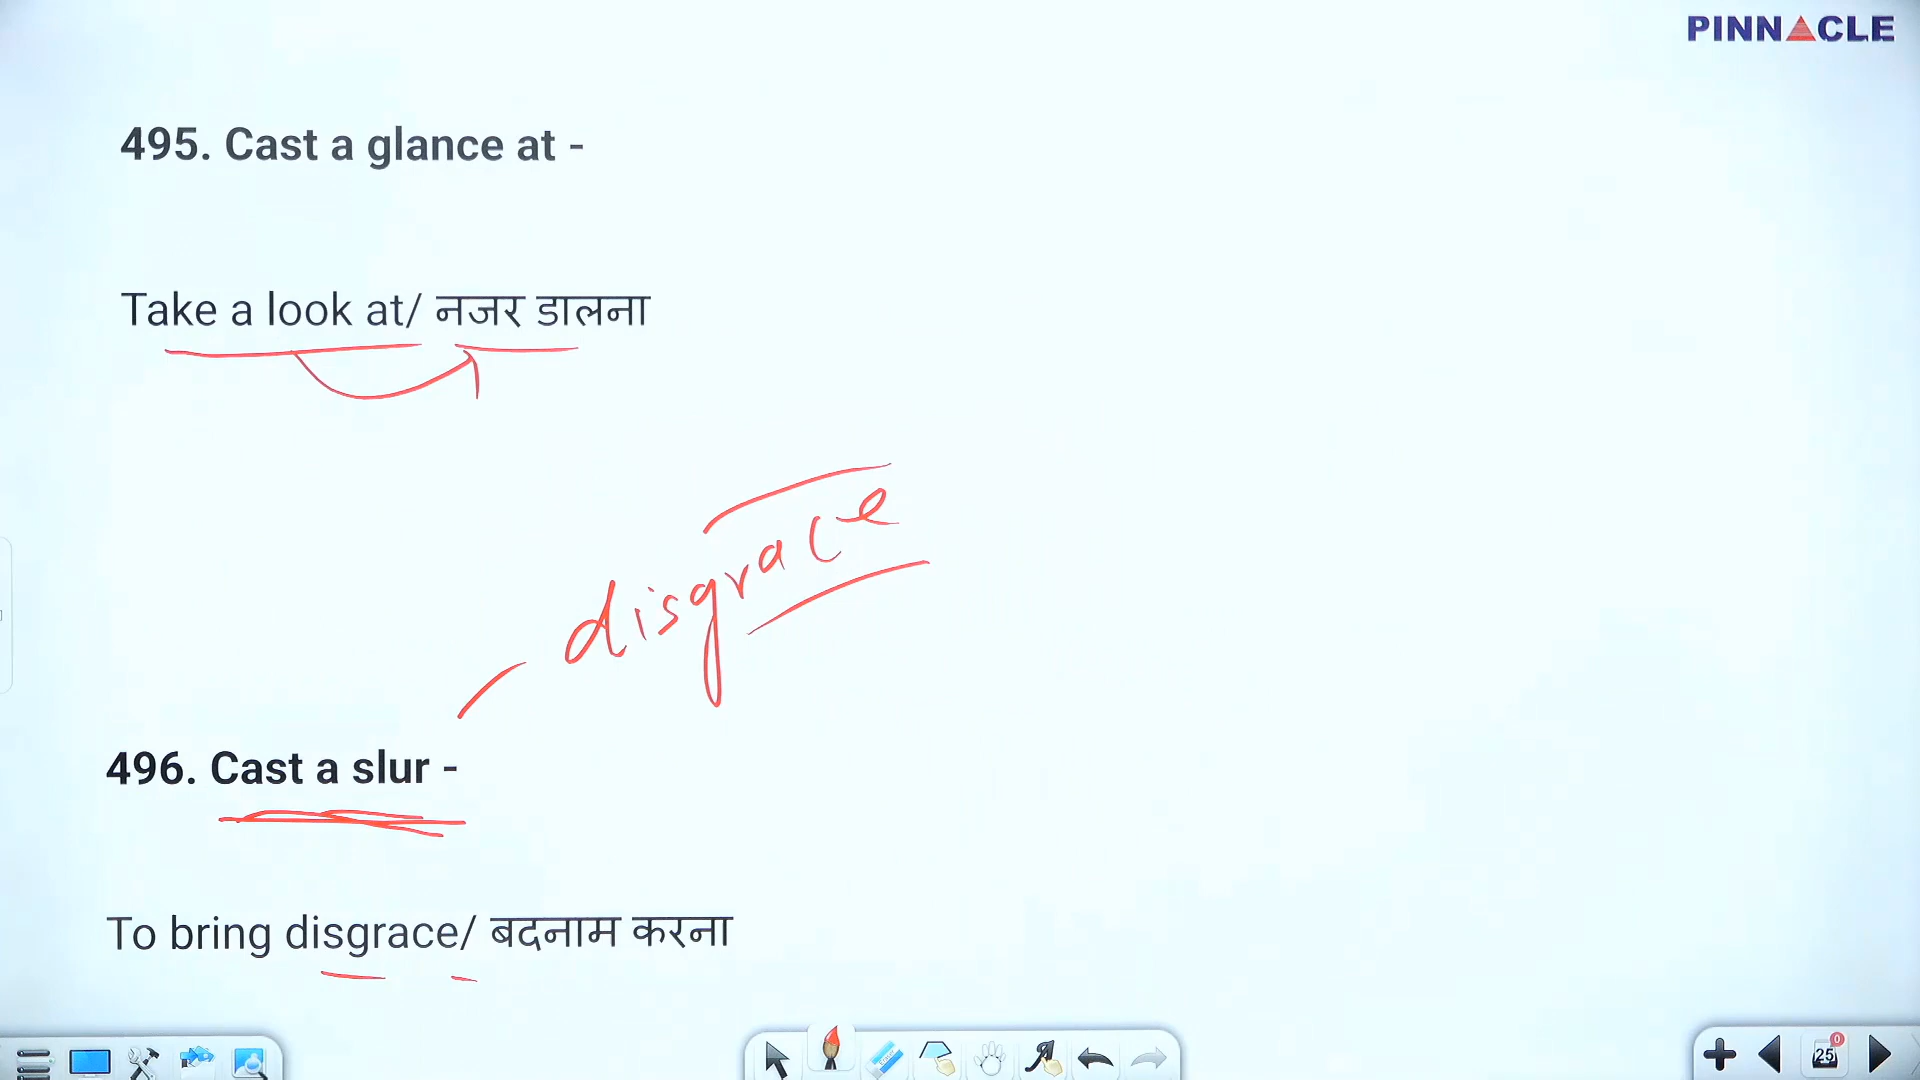 PINNACLE
495. Cast a glance at -
Take a look at/ नजर डालना
disgrace
496. Cast a slur -
To bring disgrace/ बदनाम करना
0
25